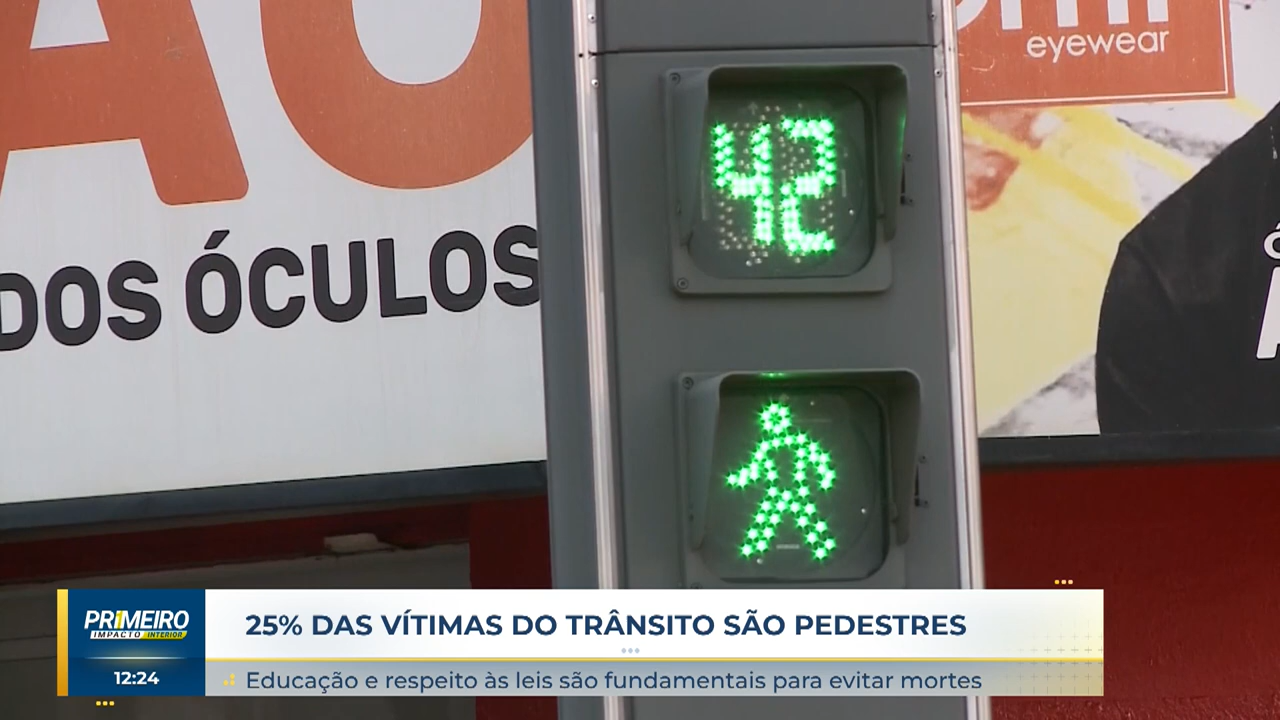 eyewear
42
DOS ÓCULOS
25% DAS VÍTIMAS DO TRÂNSITO SÃO PEDESTRES
PRIMEIRO
IMPACTO INTERIOR
12:24
Educação e respeito às leis são fundamentais para evitar mortes